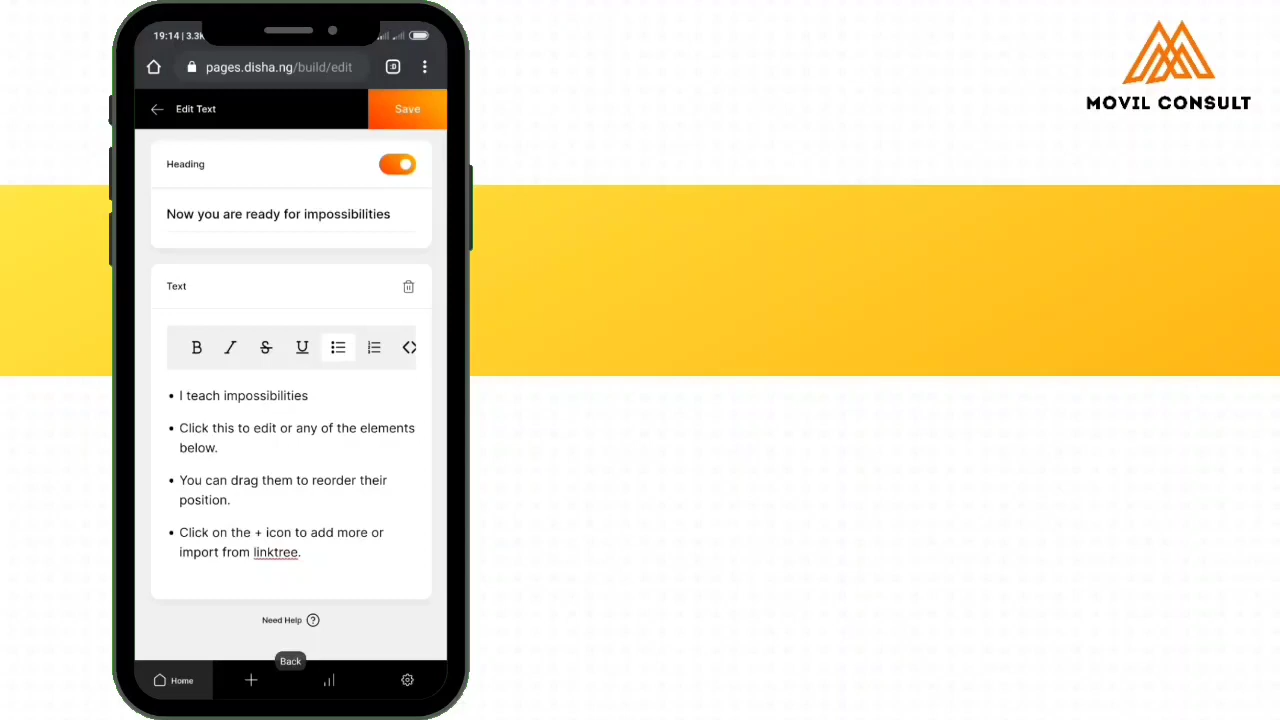 19:14 | 3.3K
pages.disha.ng/build/edit
Edit Text
Save
Heading
Now you are ready for impossibilities
Text
B I S U
• I teach impossibilities
• Click this to edit or any of the elements
below.
• You can drag them to reorder their
position.
• Click on the + icon to add more or
import from linktree.
Need Help ?
Back
Home
MOVIL CONSULT